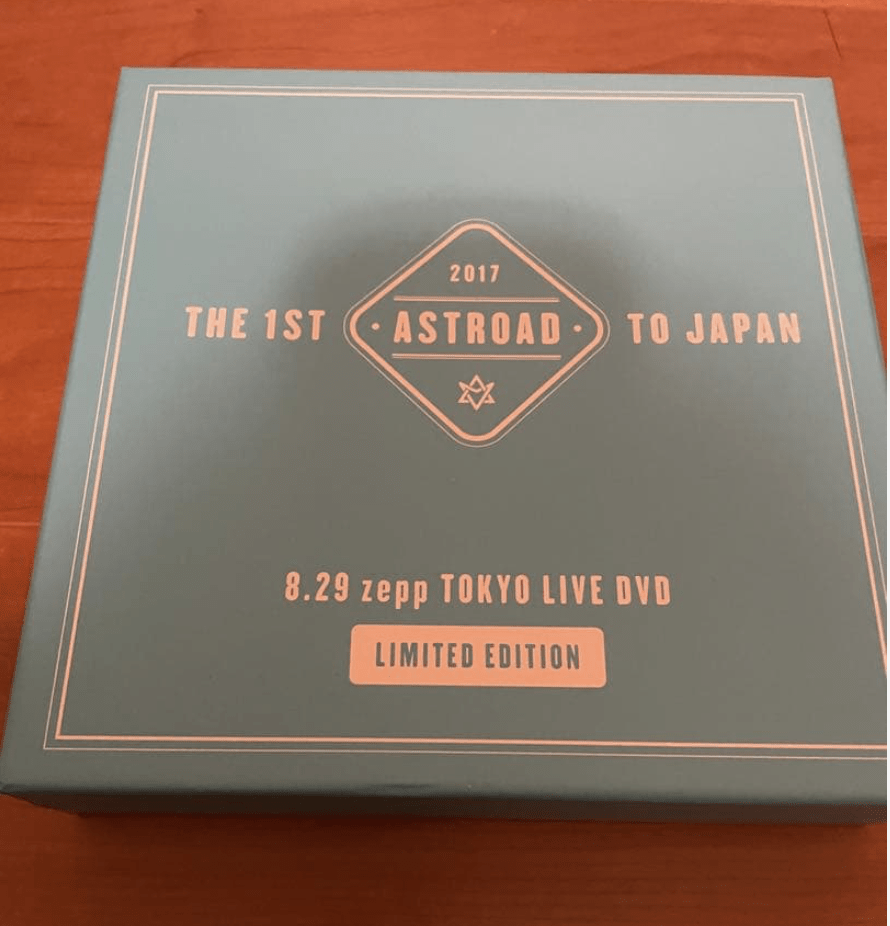 2017
THE 1ST ASTROAD TO JAPAN
8.29 zepp TOKYO LIVE DVD
LIMITED EDITION